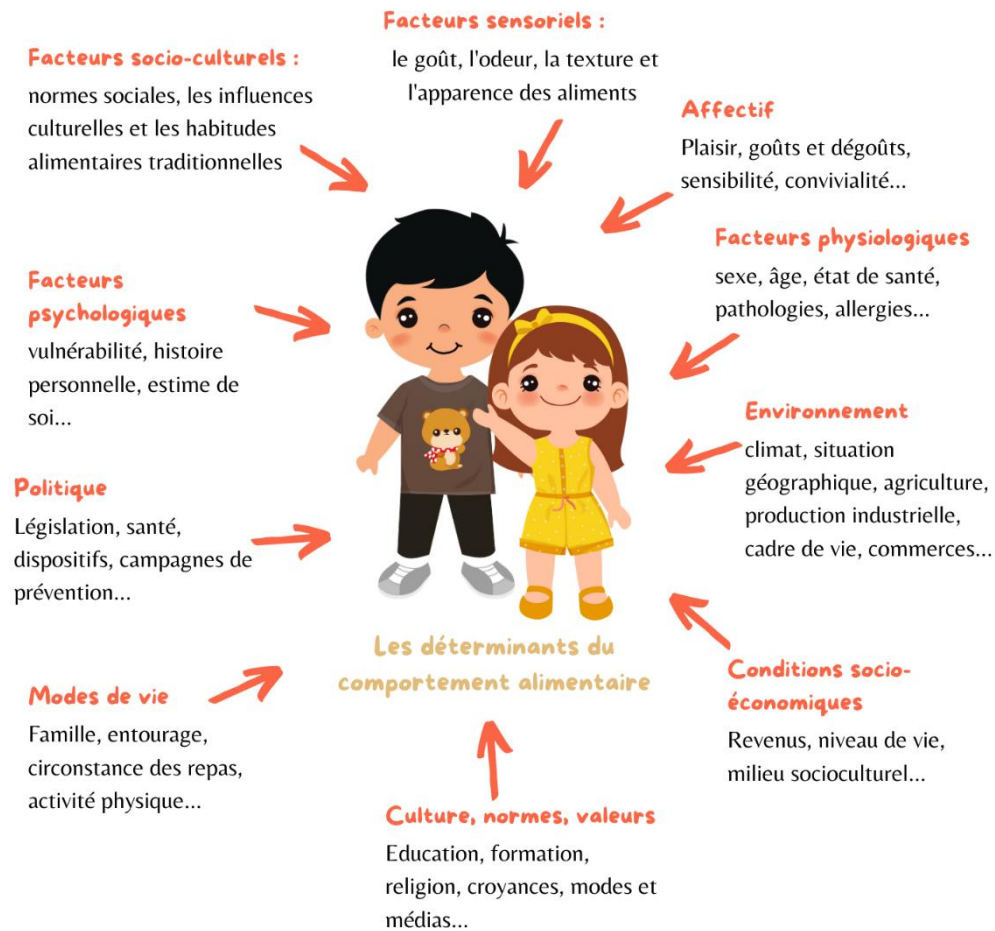 Facteurs sensoriels :
le goût, l'odeur, la texture et
l'apparence des aliments
Facteurs socio-culturels :
normes sociales, les influences
culturelles et les habitudes
alimentaires traditionnelles
Affectif
Plaisir, goûts et dégoûts,
sensibilité, convivialité...
Facteurs physiologiques
sexe, âge, état de santé,
pathologies, allergies...
Facteurs
psychologiques
vulnérabilité, histoire
personnelle, estime de
soi...
Environnement
climat, situation
géographique, agriculture,
production industrielle,
cadre de vie, commerces...
Politique
Législation, santé,
dispositifs, campagnes de
prévention...
Les déterminants du
comportement alimentaire
Conditions socio-
économiques
Revenus, niveau de vie,
milieu socioculturel...
Modes de vie
Famille, entourage,
circonstance des repas,
activité physique...
Culture, normes, valeurs
Education, formation,
religion, croyances, modes et
médias...